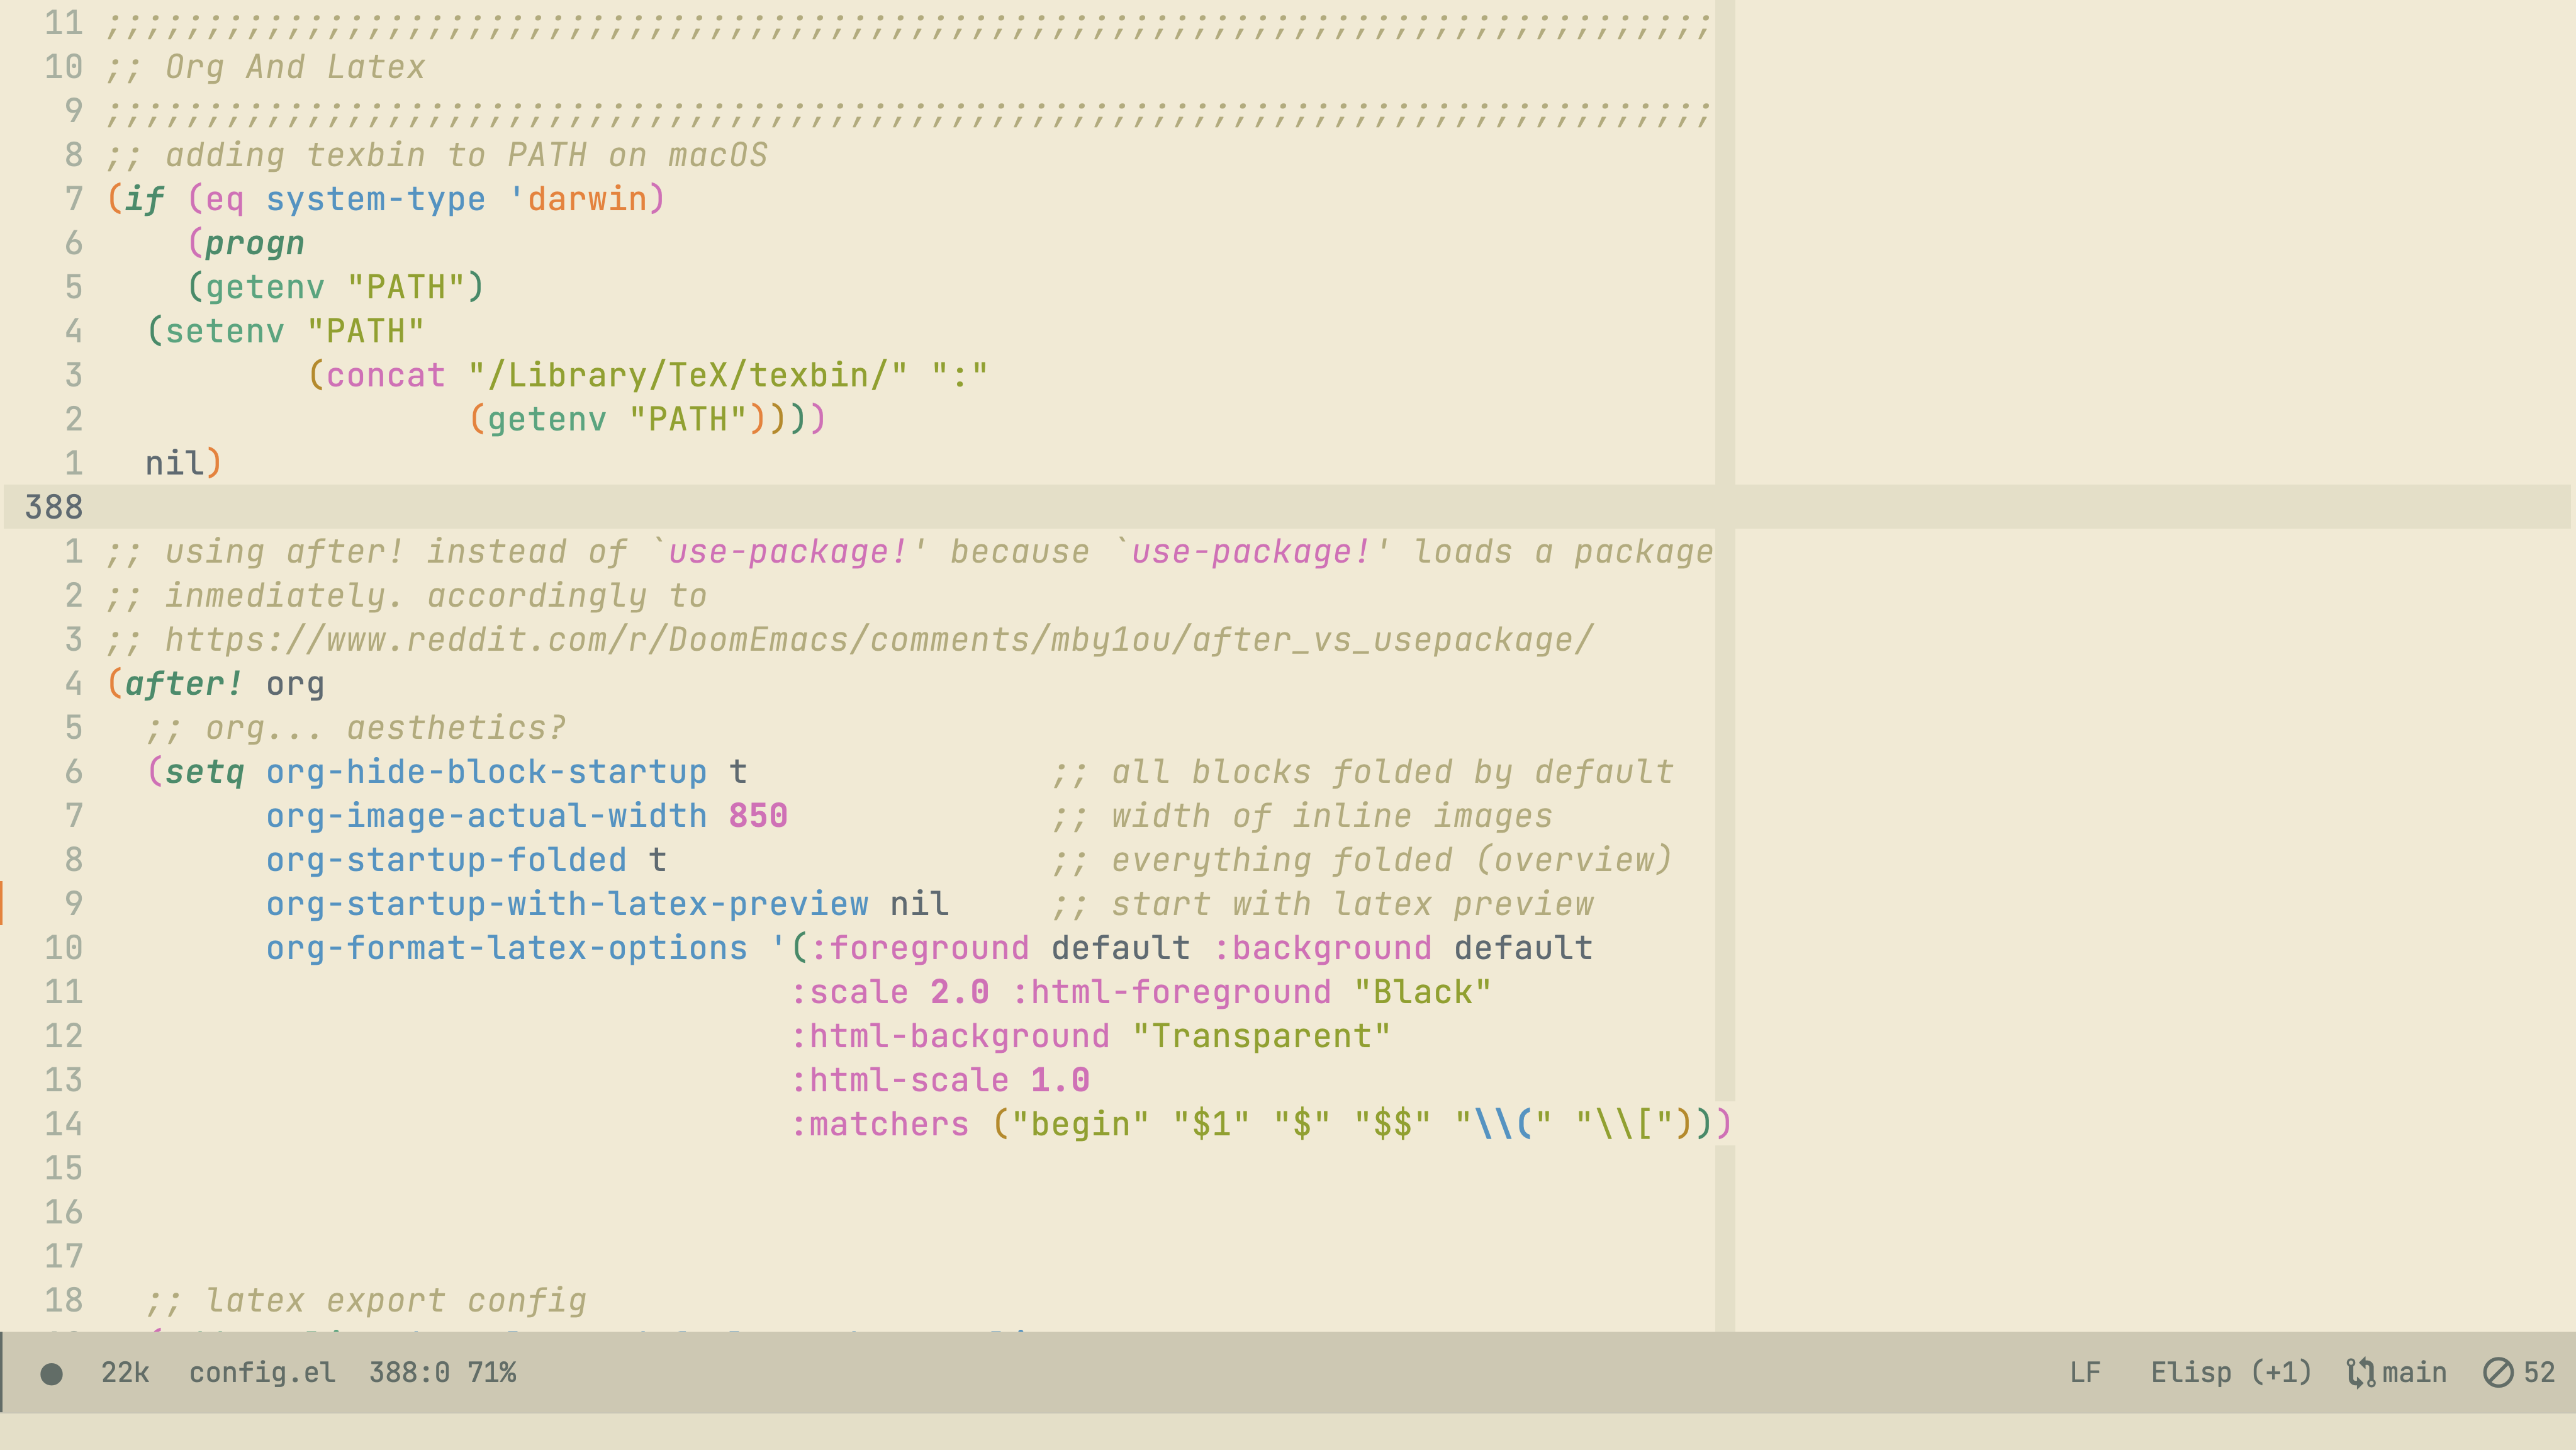 11 ;;;;;;;;;;;;;;;;;;;;;;;;;;;;;;;;;;;;;;;;;;;;;;;;;;;;;;;;;;;;;;;;;;;;;;;;;;;;;;;;
10 ;; Org And Latex
9 ;;;;;;;;;;;;;;;;;;;;;;;;;;;;;;;;;;;;;;;;;;;;;;;;;;;;;;;;;;;;;;;;;;;;;;;;;;;;;;;;
8 ;; adding texbin to PATH on macOS
7 (if (eq system-type 'darwin)
6     (progn
5     (getenv "PATH")
4   (setenv "PATH"
3           (concat "/Library/TeX/texbin/" ":"
2                   (getenv "PATH"))))
1   nil)
388
1 ;; using after! instead of `use-package!' because `use-package!' loads a package
2 ;; inmediately. accordingly to
3 ;; https://www.reddit.com/r/DoomEmacs/comments/mby1ou/after_vs_usepackage/
4 (after! org
5   ;; org... aesthetics?
6   (setq org-hide-block-startup t               ;; all blocks folded by default
7         org-image-actual-width 850             ;; width of inline images
8         org-startup-folded t                   ;; everything folded (overview)
9         org-startup-with-latex-preview nil     ;; start with latex preview
10         org-format-latex-options '(:foreground default :background default
11                                   :scale 2.0 :html-foreground "Black"
12                                   :html-background "Transparent"
13                                   :html-scale 1.0
14                                   :matchers ("begin" "$1" "$" "$$" "\\(" "\\[")))
15
16
17
18   ;; latex export config
22k config.el 388:0 71% LF Elisp (+1) main 52